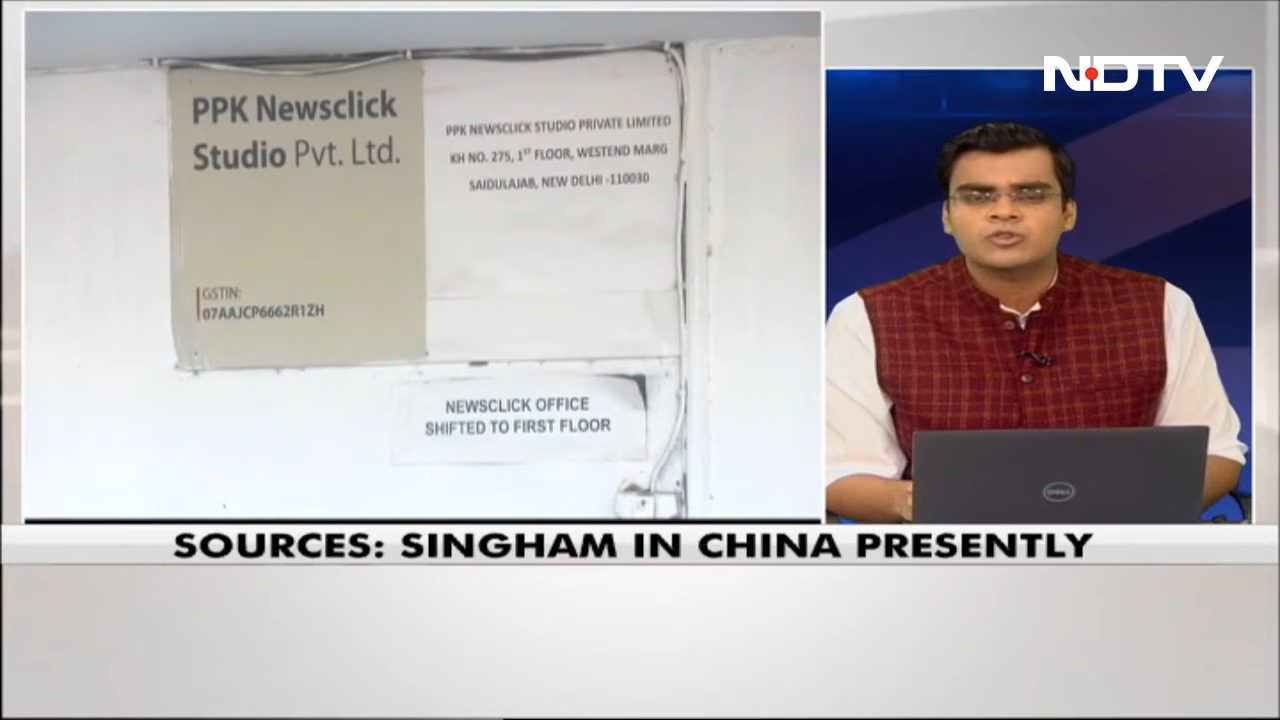 PPK Newsclick
Studio Pvt. Ltd.
GSTIN:
07AAJCP6662R1ZH
PPK NEWSCLICK STUDIO PRIVATE LIMITED
KH NO. 275, 1ST FLOOR, WESTEND MARG
SAIDULAJAB, NEW DELHI -110030
NEWSCLICK OFFICE
SHIFTED TO FIRST FLOOR
NDTV
DELL
SOURCES: SINGHAM IN CHINA PRESENTLY